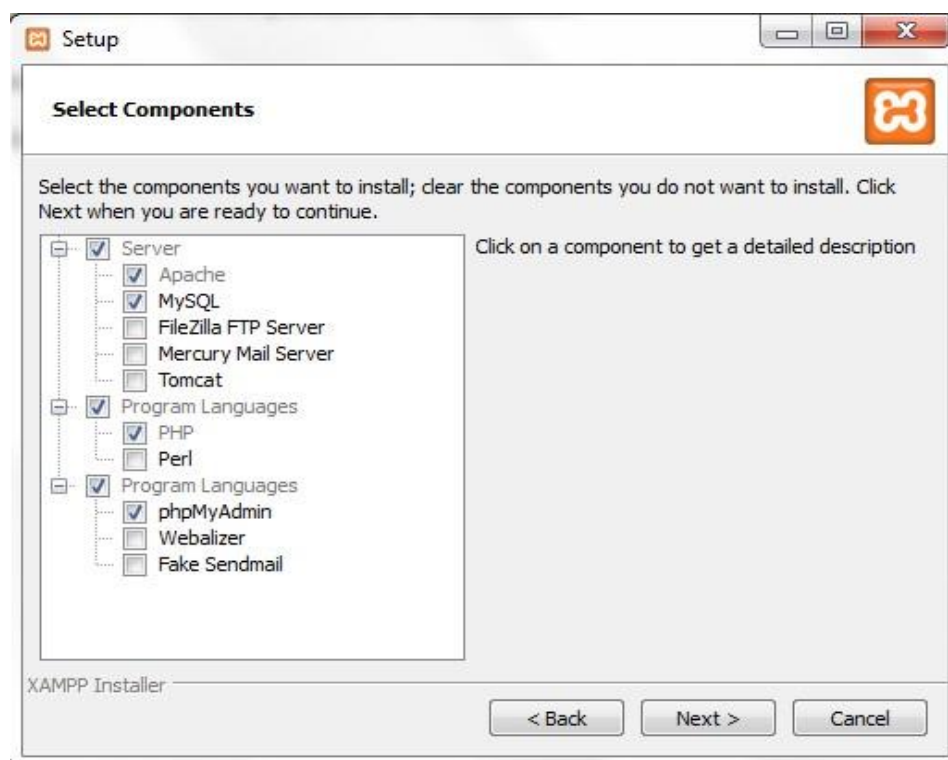 Setup
Select Components
Select the components you want to install; clear the components you do not want to install. Click
Next when you are ready to continue.
Server
Apache
MySQL
FileZilla FTP Server
Mercury Mail Server
Tomcat
Program Languages
PHP
Perl
Program Languages
phpMyAdmin
Webalizer
Fake Sendmail
Click on a component to get a detailed description
XAMPP Installer
< Back
Next >
Cancel